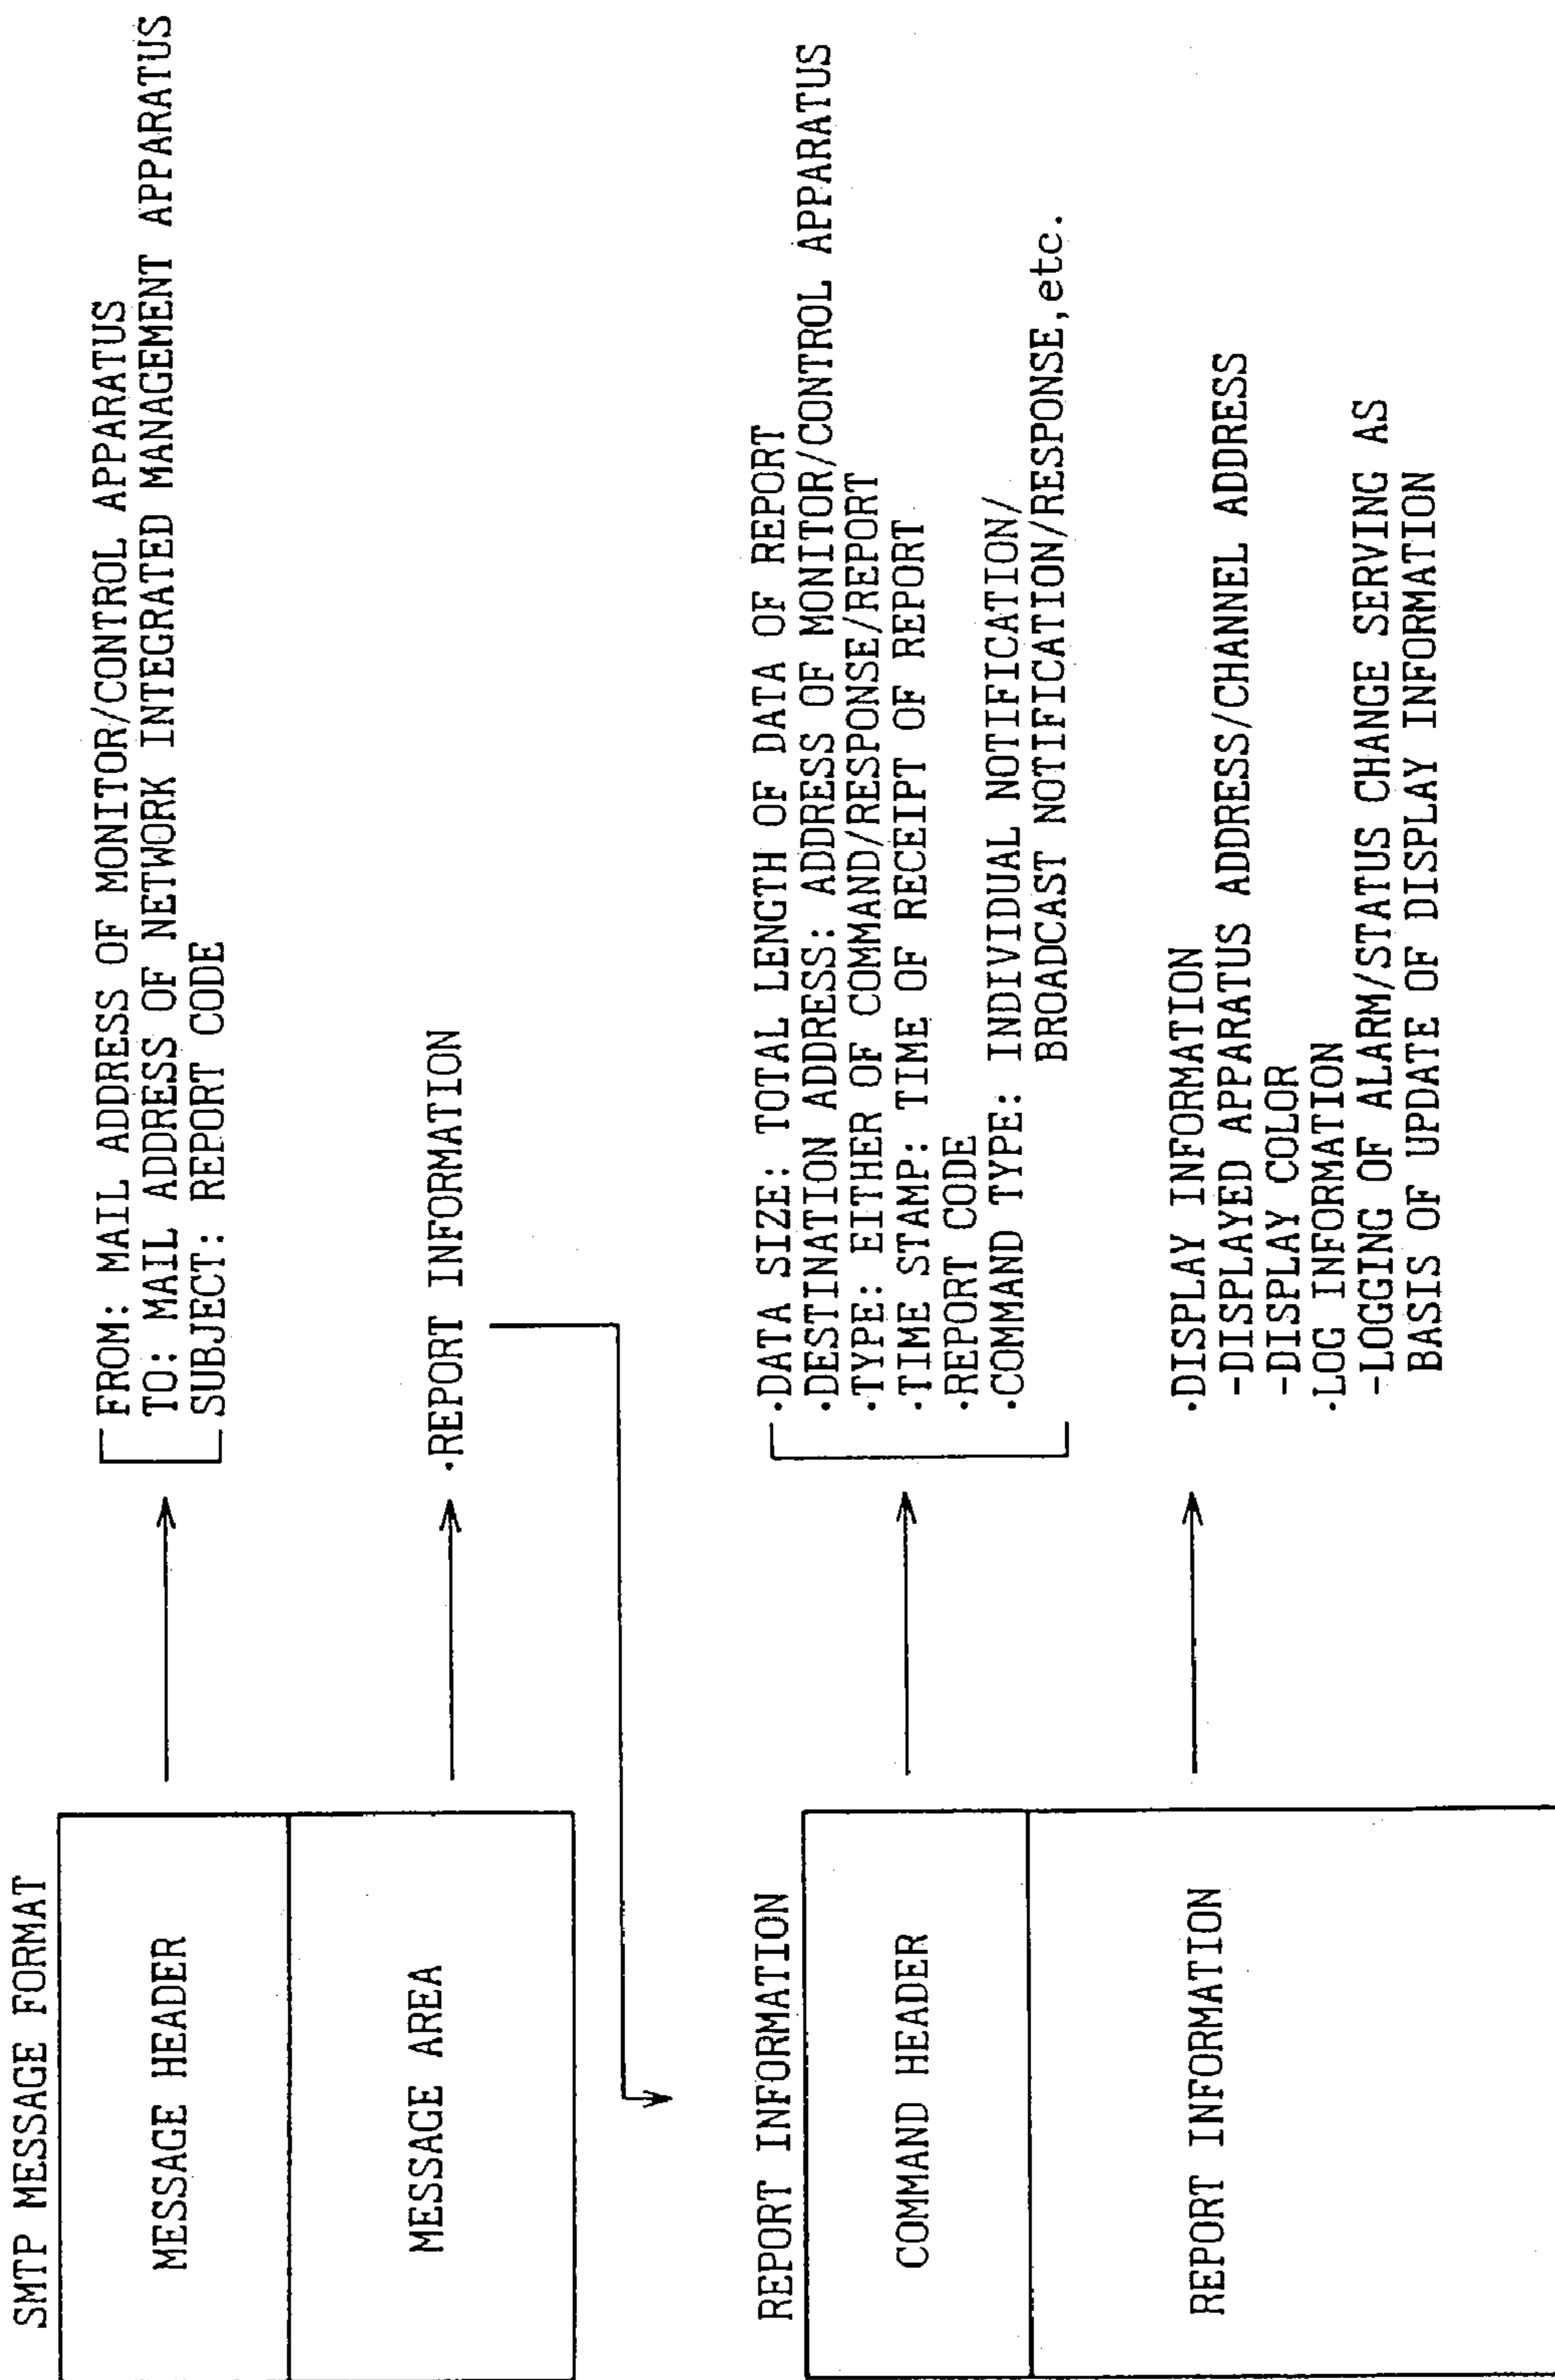 SMTP MESSAGE FORMAT
MESSAGE HEADER
FROM: MAIL ADDRESS OF MONITOR/CONTROL APPARATUS
TO: MAIL ADDRESS OF NETWORK INTEGRATED MANAGEMENT APPARATUS
SUBJECT: REPORT CODE
MESSAGE AREA
·REPORT INFORMATION
REPORT INFORMATION
COMMAND HEADER
·DATA SIZE: TOTAL LENGTH OF DATA OF REPORT
·DESTINATION ADDRESS: ADDRESS OF MONITOR/CONTROL APPARATUS
·TYPE: EITHER OF COMMAND/RESPONSE/REPORT
·TIME STAMP: TIME OF RECEIPT OF REPORT
·REPORT CODE
·COMMAND TYPE: INDIVIDUAL NOTIFICATION/
BROADCAST NOTIFICATION/RESPONSE,etc.
REPORT INFORMATION
·DISPLAY INFORMATION
-DISPLAYED APPARATUS ADDRESS/CHANNEL ADDRESS
-DISPLAY COLOR
·LOG INFORMATION
-LOGGING OF ALARM/STATUS CHANGE SERVING AS
BASIS OF UPDATE OF DISPLAY INFORMATION